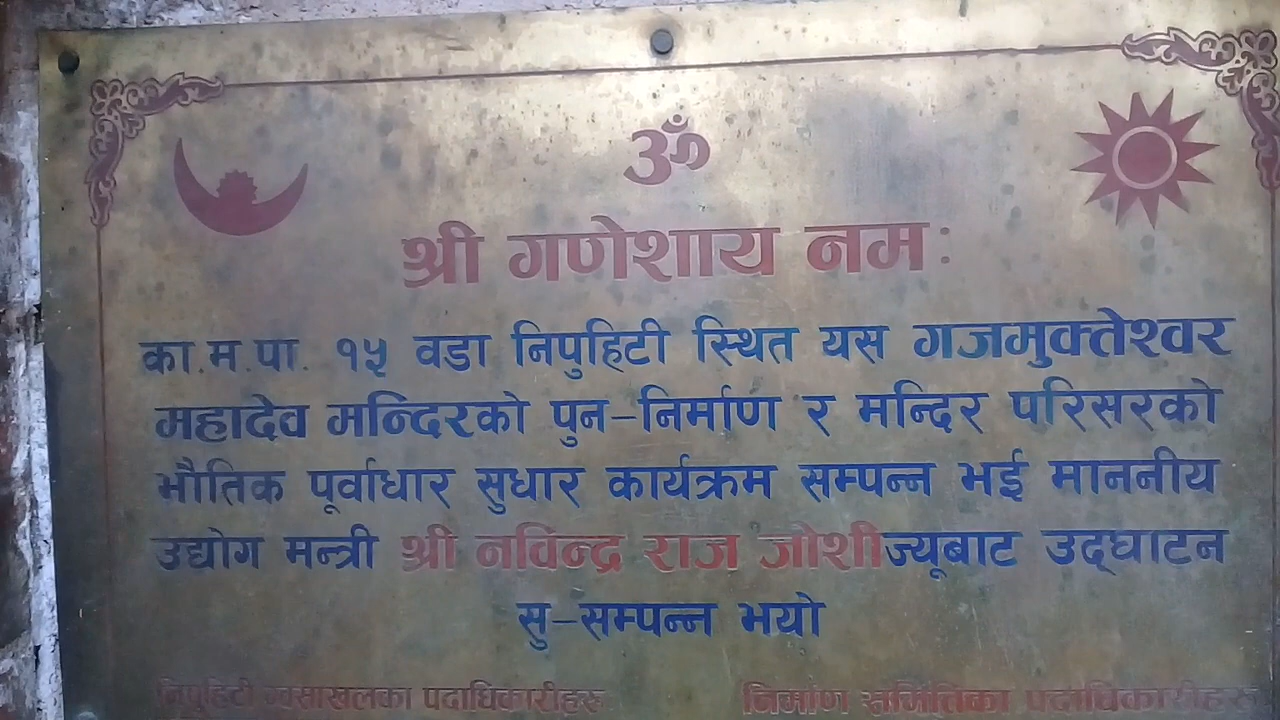 ॐ
श्री गणेशाय नम:
का.म.पा. १५ वडा निपुहिटी स्थित यस गजमुक्तेश्वर
महादेव मन्दिरको पुन-निर्माण र मन्दिर परिसरको
भौतिक पूर्वाधार सुधार कार्यक्रम सम्पन्न भई माननीय
उद्योग मन्त्री श्री नविन्द्र राज जोशीज्यूबाट उद्घाटन
सु-सम्पन्न भयो
निपुहिटी ग्वसाखलका पदाधिकारीहरू
निर्माण समितिका पदाधिकारीहरू